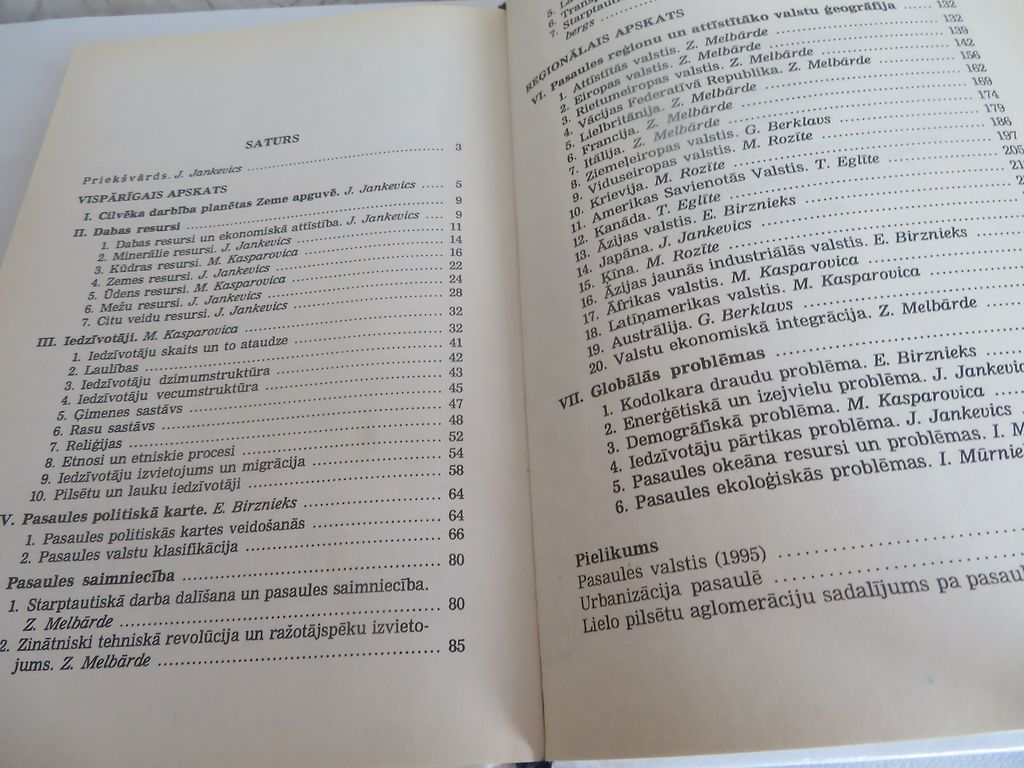 SATURS
Priekšvārds. J. Jankevics 3
VISPĀRĪGAIS APSKATS
I. Cilvēka darbība planētas Zeme apguvē. J. Jankevics 5
II. Dabas resursi 9
1. Dabas resursi un ekonomiskā attīstība. J. Jankevics 9
2. Minerālie resursi. J. Jankevics 11
3. Kūdras resursi. M. Kasparovica 14
4. Zemes resursi. J. Jankevics 16
5. Ūdens resursi. M. Kasparovica 22
6. Mežu resursi. J. Jankevics 24
7. Citu veidu resursi. J. Jankevics 28
III. Iedzīvotāji. M. Kasparovica 32
1. Iedzīvotāju skaits un to ataudze 32
2. Laulības 41
3. Iedzīvotāju dzimumstruktūra 42
4. Iedzīvotāju vecumstruktūra 43
5. Ģimenes sastāvs 45
6. Rasu sastāvs 47
7. Reliģijas 48
8. Etnosi un etniskie procesi 52
9. Iedzīvotāju izvietojums un migrācija 54
10. Pilsētu un lauku iedzīvotāji 58
V. Pasaules politiskā karte. E. Birznieks 64
1. Pasaules politiskās kartes veidošanās 64
2. Pasaules valstu klasifikācija 66
Pasaules saimniecība 80
1. Starptautiskā darba dalīšana un pasaules saimniecība.
Z. Melbārde 80
2. Zinātniski tehniskā revolūcija un ražotājspēku izvieto-
jums. Z. Melbārde 85
5.
6. Transp
7. Starptau
bergs
REĢIONĀLAIS APSKATS
VI. Pasaules reģionu un attīstītāko valstu ģeogrāfija 132
1. Attīstītās valstis. Z. Melbārde 132
2. Eiropas valstis. Z. Melbārde 139
3. Rietumeiropas valstis. Z. Melbārde 142
4. Vācijas Federatīvā Republika. Z. Melbārde 156
5. Lielbritānija. Z. Melbārde 162
6. Francija. Z. Melbārde 169
7. Itālija. Z. Melbārde 174
8. Ziemeļeiropas valstis. G. Berklavs 179
9. Viduseiropas valstis. M. Rozīte 186
10. Krievija. M. Rozīte 197
11. Amerikas Savienotās Valstis. T. Eglīte 205
12. Kanāda. T. Eglīte
13. Āzijas valstis. E. Birznieks
14. Japāna. J. Jankevics
15. Ķīna. M. Rozīte
16. Āzijas jaunās industriālās valstis. E. Birznieks
17. Āfrikas valstis. M. Kasparovica
18. Latīņamerikas valstis. M. Kasparovica
19. Austrālija. G. Berklavs
20. Valstu ekonomiskā integrācija. Z. Melbārde
VII. Globālās problēmas
1. Kodolkara draudu problēma. E. Birznieks
2. Enerģētiskā un izejvielu problēma. J. Jankevic
3. Demogrāfiskā problēma. M. Kasparovica
4. Iedzīvotāju pārtikas problēma. J. Jankevics
5. Pasaules okeāna resursi un problēmas. I. M
6. Pasaules ekoloģiskās problēmas. I. Mūrnie
Pielikums
Pasaules valstis (1995)
Urbanizācija pasaulē
Lielo pilsētu aglomerāciju sadalījums pa pasaul